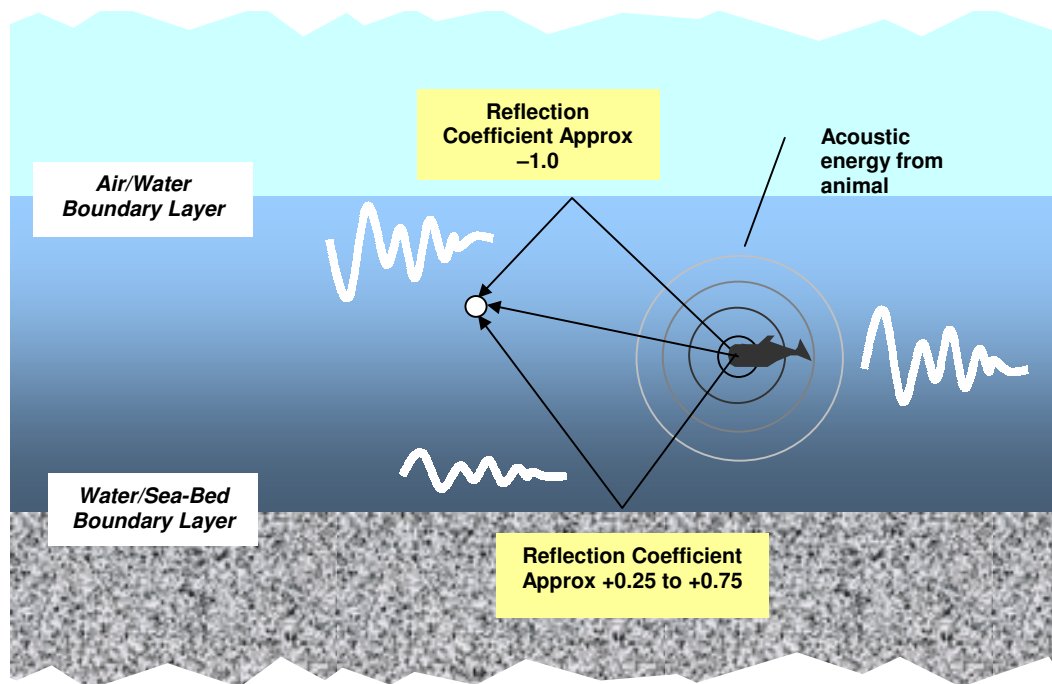 Reflection
Coefficient Approx
–1.0
Acoustic
energy from
animal
Air/Water
Boundary Layer
Water/Sea-Bed
Boundary Layer
Reflection Coefficient
Approx +0.25 to +0.75